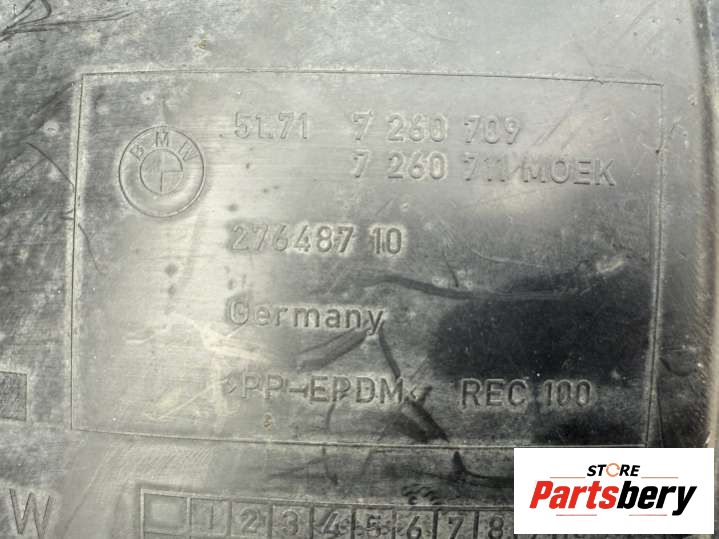 BMW
51.71 7 260 709
7 260 711 MOEK
2764871 10
Germany
>PP-EPDM< REC 100
W
1 2 3 4 5 6 7 8
STORE
Partsbery